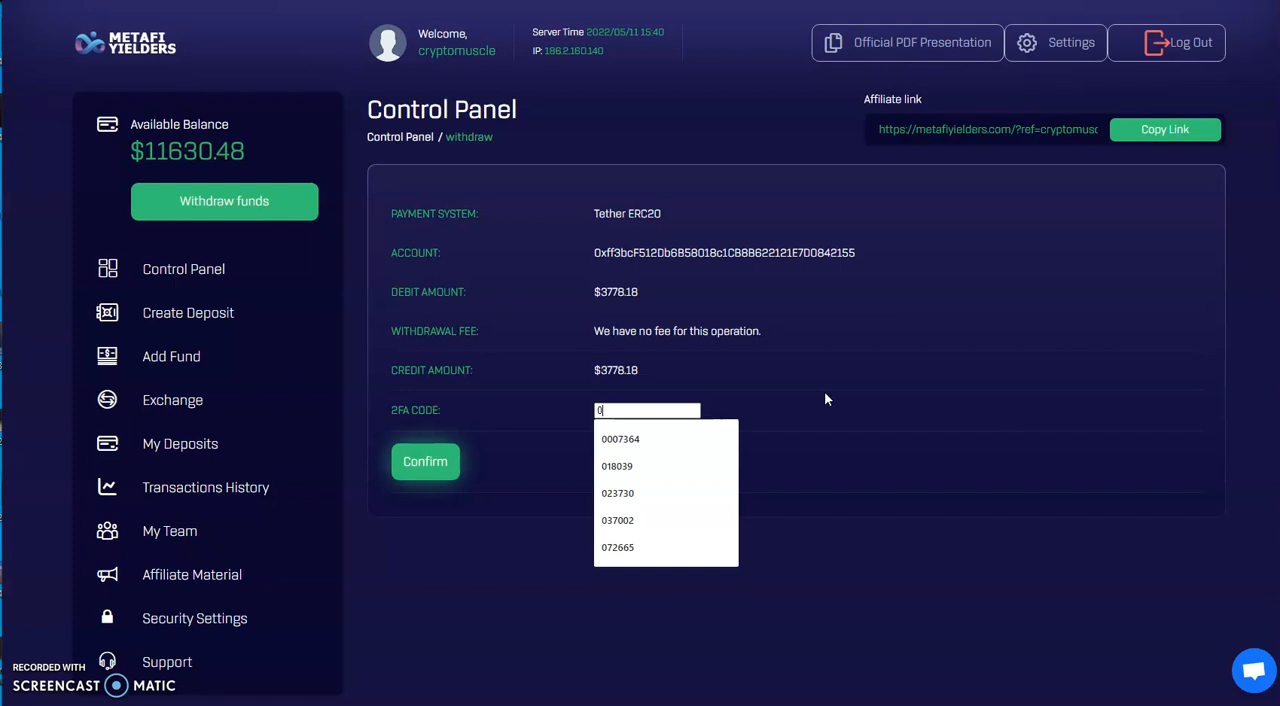 METAFI
YIELDERS
Welcome,
cryptomuscle
Server Time 2022/05/11 15:40
IP: 186.2.160.140
Official PDF Presentation
Settings
Log Out
Available Balance
$11630.48
Withdraw funds
Control Panel
Create Deposit
Add Fund
Exchange
My Deposits
Transactions History
My Team
Affiliate Material
Security Settings
Support
Control Panel
Control Panel / withdraw
Affiliate link
https://metafiyielders.com/?ref=cryptomusc
Copy Link
PAYMENT SYSTEM: Tether ERC20
ACCOUNT: 0xff3bcF512Db6B58018c1CB8B622121E7D0842155
DEBIT AMOUNT: $3778.18
WITHDRAWAL FEE: We have no fee for this operation.
CREDIT AMOUNT: $3778.18
2FA CODE: 0
0007364
018039
023730
037002
072665
Confirm
RECORDED WITH
SCREENCAST MATIC